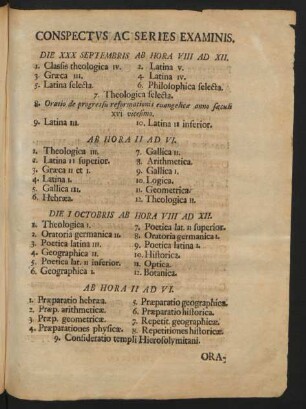 CONSPECTVS AC SERIES EXAMINIS.
DIE XXX SEPTEMBRIS AB HORA VIII AD XII.
1. Classis theologica IV. 2. Latina V.
3. Græca III. 4. Latina IV.
5. Latina selecta. 6. Philosophica selecta.
7. Theologica selecta.
8. Oratio de progressu reformationis euangelicæ anno sæculi
XVI vicesimo.
9. Latina III. 10. Latina II inferior.
AB HORA II AD VI.
1. Theologica III. 7. Gallica II.
2. Latina II superior. 8. Arithmetica.
3. Græca II et I. 9. Gallica I.
4. Latina I. 10. Logica.
5. Gallica III. 11. Geometrica.
6. Hebræa. 12. Theologica II.
DIE I OCTOBRIS AB HORA VIII AD XII.
1. Theologica I. 7. Poetica lat. II superior.
2. Oratoria germanica II. 8. Oratoria germanica I.
3. Poetica latina III. 9. Poetica latina I.
4. Geographica II. 10. Historica.
5. Poetica lat. II inferior. 11. Optica.
6. Geographica I. 12. Botanica.
AB HORA II AD VI.
1. Præparatio hebræa. 5. Præparatio geographica.
2. Præp. arithmeticæ. 6. Præparatio historica.
3. Præp. geometricæ. 7. Repetit. geographicæ.
4. Præparationes physicæ. 8. Repetitiones historicæ.
9. Consideratio templi Hierosolymitani.
ORA-